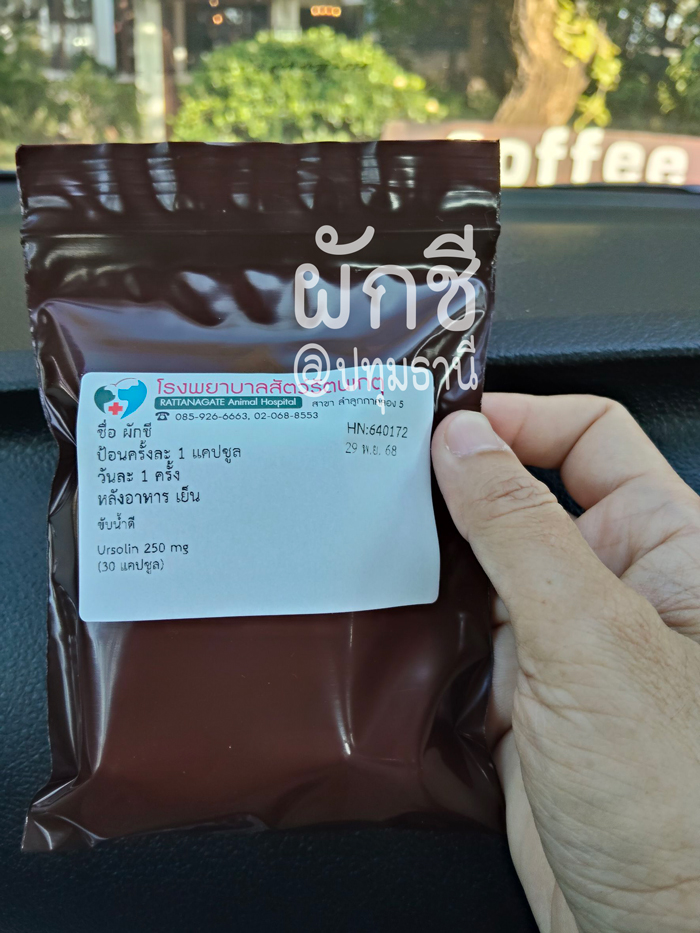 Coffee
ผักชี
@ปทุมธานี
โรงพยาบาลสัตว์รัตนเกตุ
RATTANAGATE Animal Hospital สาขา ลำลูกกาคลอง 5
☎ 085-926-6663, 02-068-8553
ชื่อ ผักชี HN:640172
ป้อนครั้งละ 1 แคปซูล 29 พ.ย. 68
วันละ 1 ครั้ง
หลังอาหาร เย็น
ขับน้ำดี
Ursolin 250 mg
(30 แคปซูล)